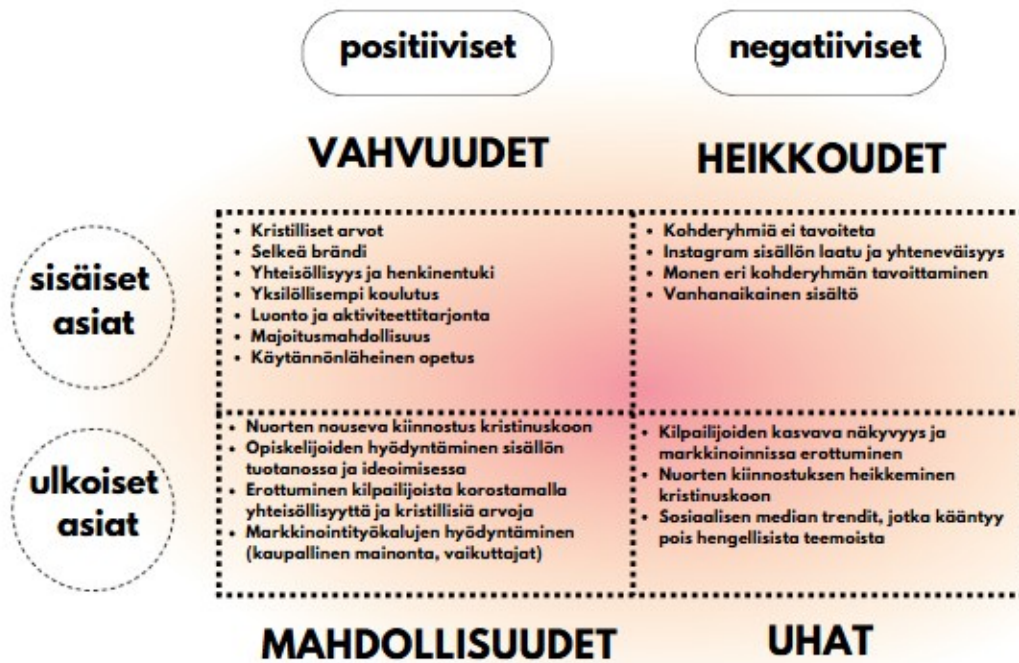 positiiviset
negatiiviset
VAHVUUDET
HEIKKOUDET
sisäiset
asiat
• Kristilliset arvot
• Selkeä brändi
• Yhteisöllisyys ja henkinentuki
• Yksilöllisempi koulutus
• Luonto ja aktiviteettitarjonta
• Majoitusmahdollisuus
• Käytännönläheinen opetus
• Kohderyhmiä ei tavoiteta
• Instagram sisällön laatu ja yhteneväisyys
• Monen eri kohderyhmän tavoittaminen
• Vanhanaikainen sisältö
ulkoiset
asiat
• Nuorten nouseva kiinnostus kristinuskoon
• Opiskelijoiden hyödyntäminen sisällön
tuotanossa ja ideoimisessa
• Erottuminen kilpailijoista korostamalla
yhteisöllisyyttä ja kristillisiä arvoja
• Markkinointityökalujen hyödyntäminen
(kaupallinen mainonta, vaikuttajat)
• Kilpailijoiden kasvava näkyvyys ja
markkinoinnissa erottuminen
• Nuorten kiinnostuksen heikkeminen
kristinuskoon
• Sosiaalisen median trendit, jotka kääntyy
pois hengellisista teemoista
MAHDOLLISUUDET
UHAT